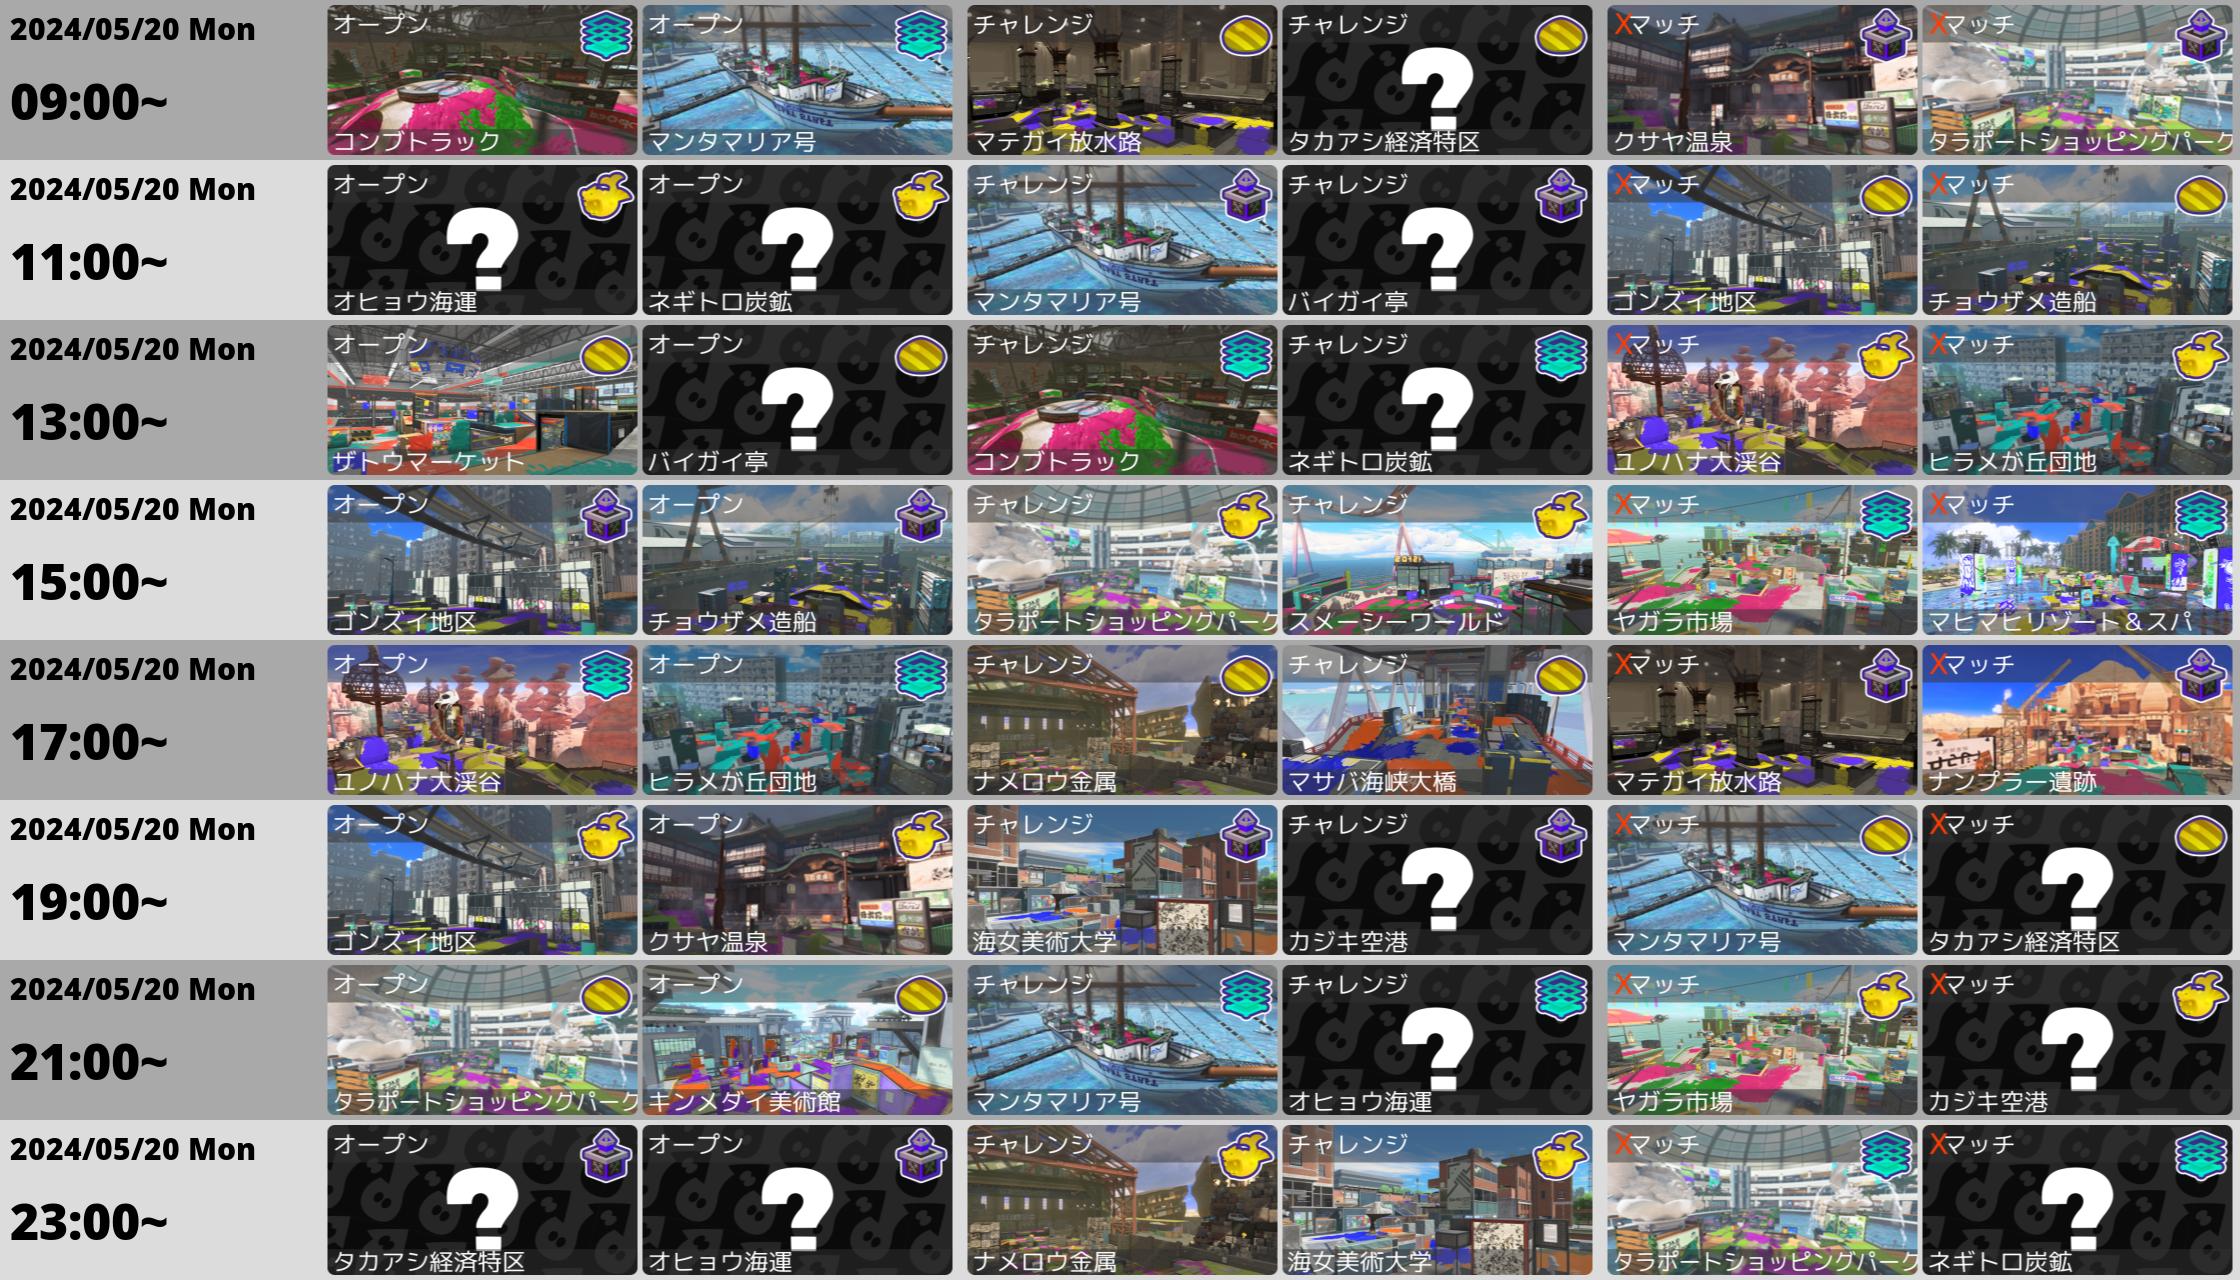 2024/05/20 Mon
09:00~
オープン
コンブトラック
オープン
マンタマリア号
チャレンジ
マテガイ放水路
チャレンジ
タカアシ経済特区
Xマッチ
クサヤ温泉
Xマッチ
タラポートショッピングパーク
2024/05/20 Mon
11:00~
オープン
オヒョウ海運
オープン
ネギトロ炭鉱
チャレンジ
マンタマリア号
チャレンジ
バイガイ亭
Xマッチ
ゴンズイ地区
Xマッチ
チョウザメ造船
2024/05/20 Mon
13:00~
オープン
ザトウマーケット
オープン
バイガイ亭
チャレンジ
コンブトラック
チャレンジ
ネギトロ炭鉱
Xマッチ
ユノハナ大渓谷
Xマッチ
ヒラメが丘団地
2024/05/20 Mon
15:00~
オープン
ゴンズイ地区
オープン
チョウザメ造船
チャレンジ
タラポートショッピングパーク
チャレンジ
スメーシーワールド
Xマッチ
ヤガラ市場
Xマッチ
マヒマヒリゾート＆スパ
2024/05/20 Mon
17:00~
オープン
ユノハナ大渓谷
オープン
ヒラメが丘団地
チャレンジ
ナメロウ金属
チャレンジ
マサバ海峡大橋
Xマッチ
マテガイ放水路
Xマッチ
ナンプラー遺跡
2024/05/20 Mon
19:00~
オープン
ゴンズイ地区
オープン
クサヤ温泉
チャレンジ
海女美術大学
チャレンジ
カジキ空港
Xマッチ
マンタマリア号
Xマッチ
タカアシ経済特区
2024/05/20 Mon
21:00~
オープン
タラポートショッピングパーク
オープン
キンメダイ美術館
チャレンジ
マンタマリア号
チャレンジ
オヒョウ海運
Xマッチ
ヤガラ市場
Xマッチ
カジキ空港
2024/05/20 Mon
23:00~
オープン
タカアシ経済特区
オープン
オヒョウ海運
チャレンジ
ナメロウ金属
チャレンジ
海女美術大学
Xマッチ
タラポートショッピングパーク
Xマッチ
ネギトロ炭鉱